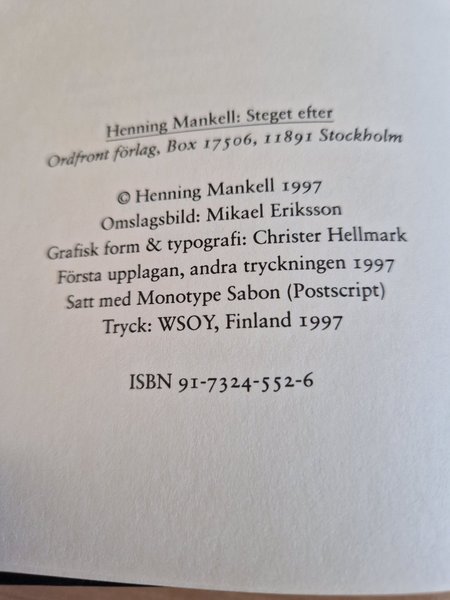 Henning Mankell: Steget efter
Ordfront förlag, Box 17506, 11891 Stockholm
© Henning Mankell 1997
Omslagsbild: Mikael Eriksson
Grafisk form & typografi: Christer Hellmark
Första upplagan, andra tryckningen 1997
Satt med Monotype Sabon (Postscript)
Tryck: WSOY, Finland 1997
ISBN 91-7324-552-6